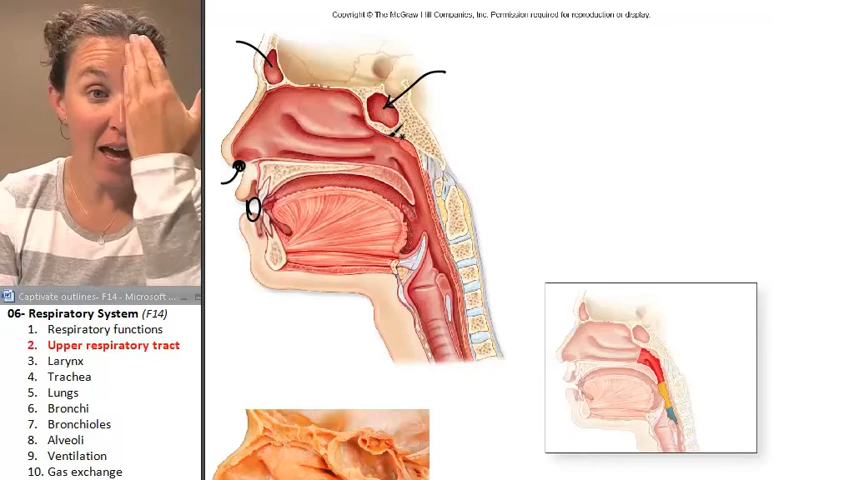 Copyright © The McGraw Hill Companies, Inc. Permission required for reproduction or display.
Captivate outlines- F14 - Microsoft ...
06- Respiratory System (F14)
1. Respiratory functions
2. Upper respiratory tract
3. Larynx
4. Trachea
5. Lungs
6. Bronchi
7. Bronchioles
8. Alveoli
9. Ventilation
10. Gas exchange